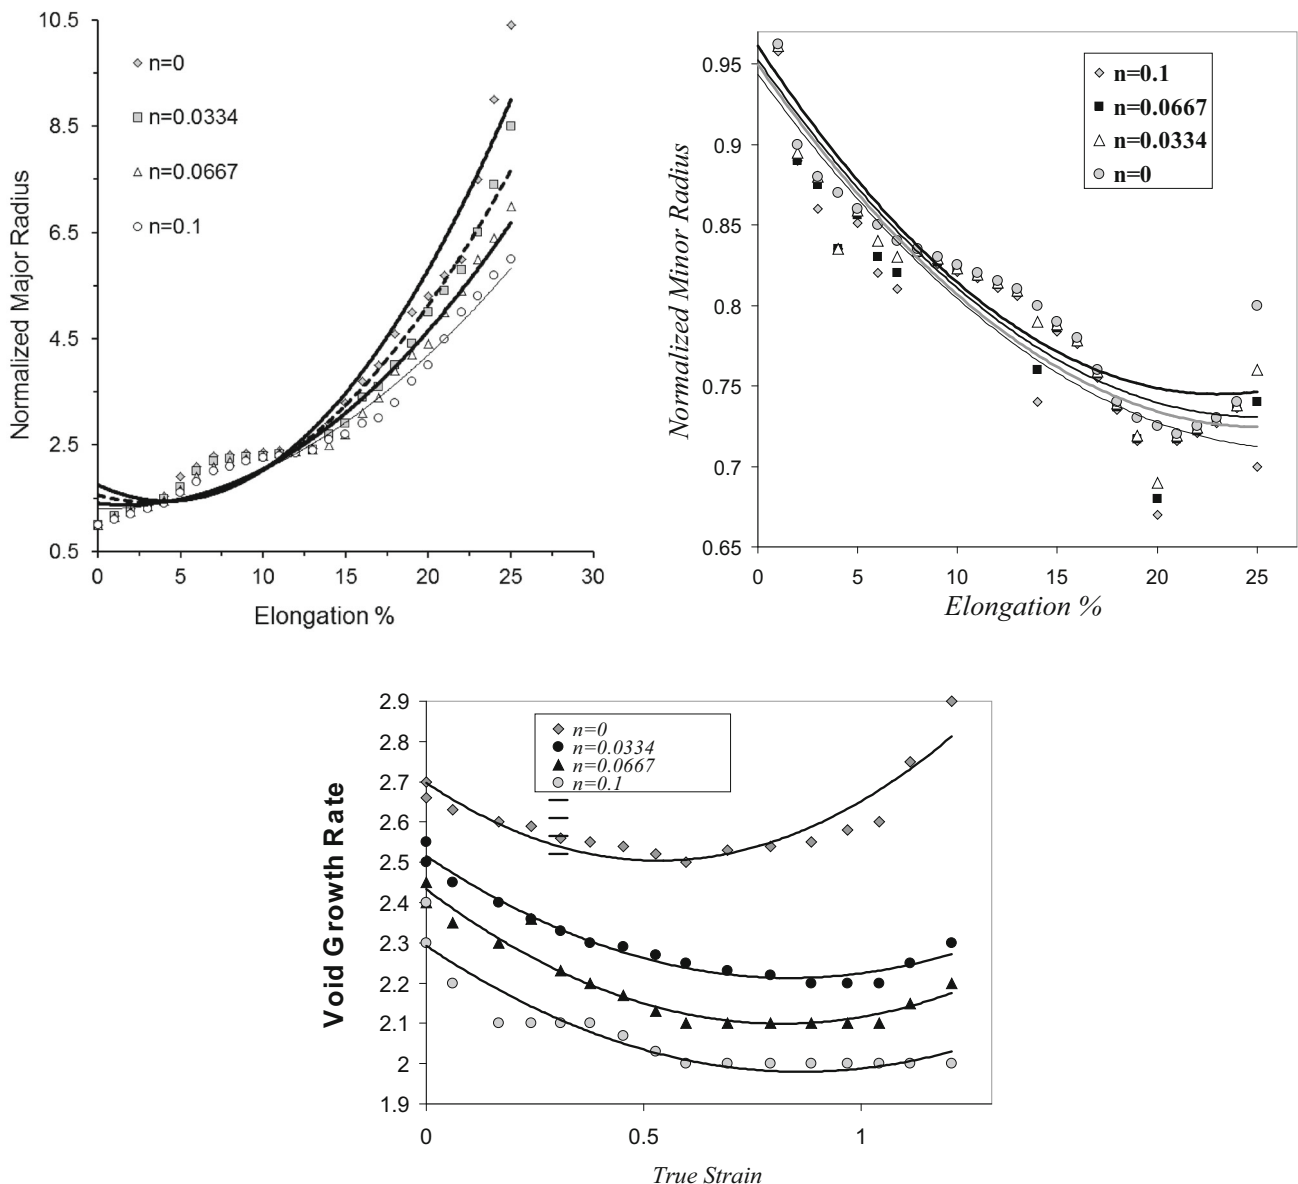 10.5
8.5
6.5
4.5
2.5
0.5
Normalized Major Radius
n=0
n=0.0334
n=0.0667
n=0.1
0 5 10 15 20 25 30
Elongation %
0.95
0.9
0.85
0.8
0.75
0.7
0.65
Normalized Minor Radius
n=0.1
n=0.0667
n=0.0334
n=0
0 5 10 15 20 25
Elongation %
2.9
2.8
2.7
2.6
2.5
2.4
2.3
2.2
2.1
2
1.9
Void Growth Rate
n=0
n=0.0334
n=0.0667
n=0.1
0 0.5 1
True Strain